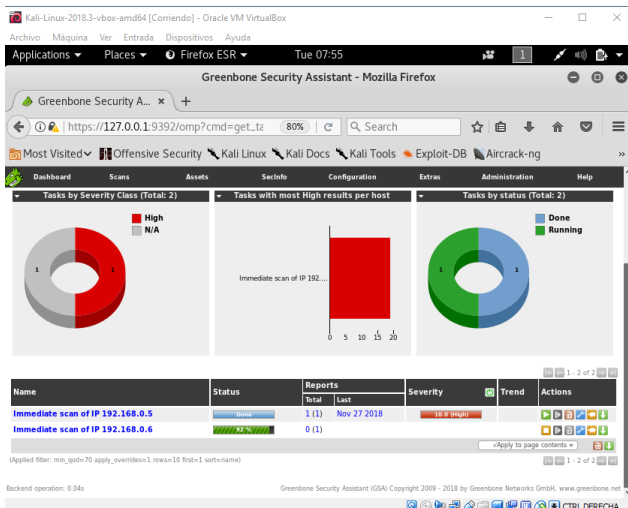 Kali-Linux-2018.3-vbox-amd64 [Corriendo] - Oracle VM VirtualBox
Archivo Máquina Ver Entrada Dispositivos Ayuda
Applications Places Firefox ESR Tue 07:55 1
Greenbone Security Assistant - Mozilla Firefox
Greenbone Security A...
https://127.0.0.1:9392/omp?cmd=get_ta 80% Search
Most Visited Offensive Security Kali Linux Kali Docs Kali Tools Exploit-DB Aircrack-ng »
Dashboard Scans Assets SecInfo Configuration Extras Administration Help
Tasks by Severity Class (Total: 2) Tasks with most High results per host Tasks by status (Total: 2)
High
N/A
1 1
Immediate scan of IP 192....
0 5 10 15 20
Done
Running
1 1
1 - 2 of 2
Name Status Reports Severity Trend Actions
Total Last
Immediate scan of IP 192.168.0.5 Done 1 (1) Nov 27 2018 10.0 (High)
Immediate scan of IP 192.168.0.6 92 % 0 (1)
√Apply to page contents
(Applied filter: min_qod=70 apply_overrides=1 rows=10 first=1 sort=name) 1 - 2 of 2
Backend operation: 0.04s Greenbone Security Assistant (GSA) Copyright 2009 - 2018 by Greenbone Networks GmbH, www.greenbone.net
CTRL DERECHA